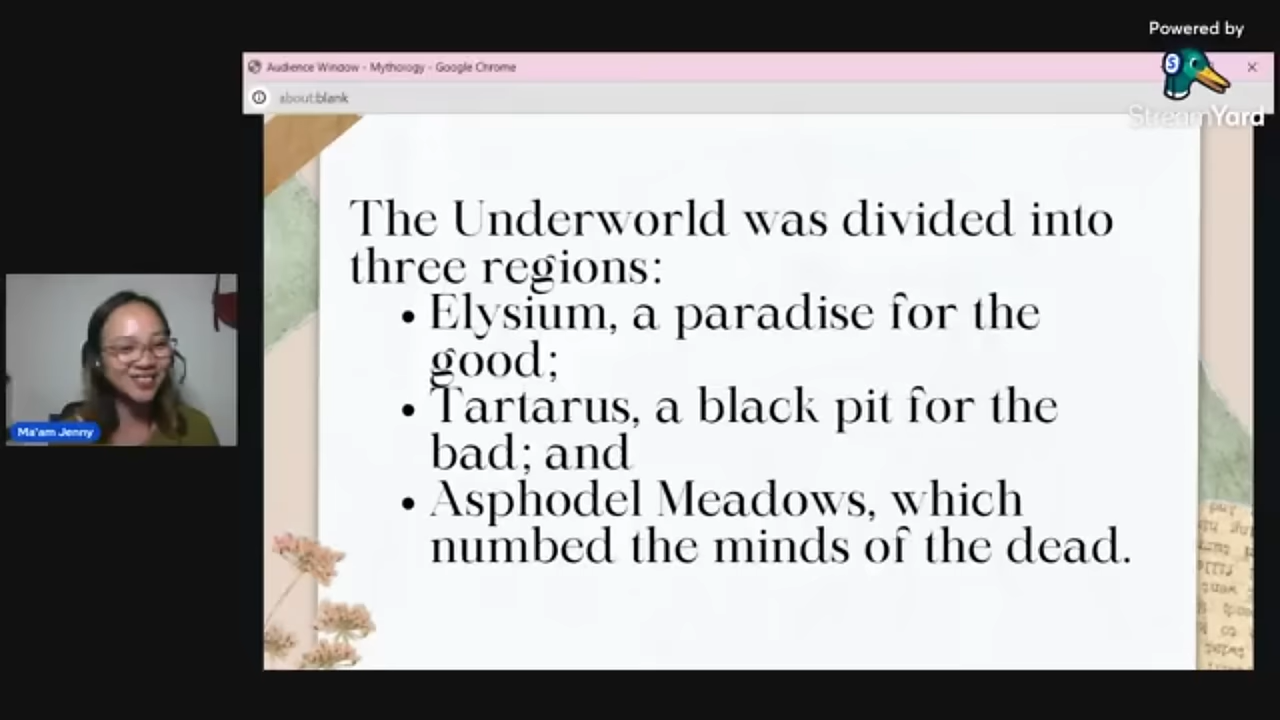 Powered by
StreamYard
Audience Window - Mythology - Google Chrome
about:blank
The Underworld was divided into
three regions:
• Elysium, a paradise for the
good;
• Tartarus, a black pit for the
bad; and
• Asphodel Meadows, which
numbed the minds of the dead.
Ma'am Jenny